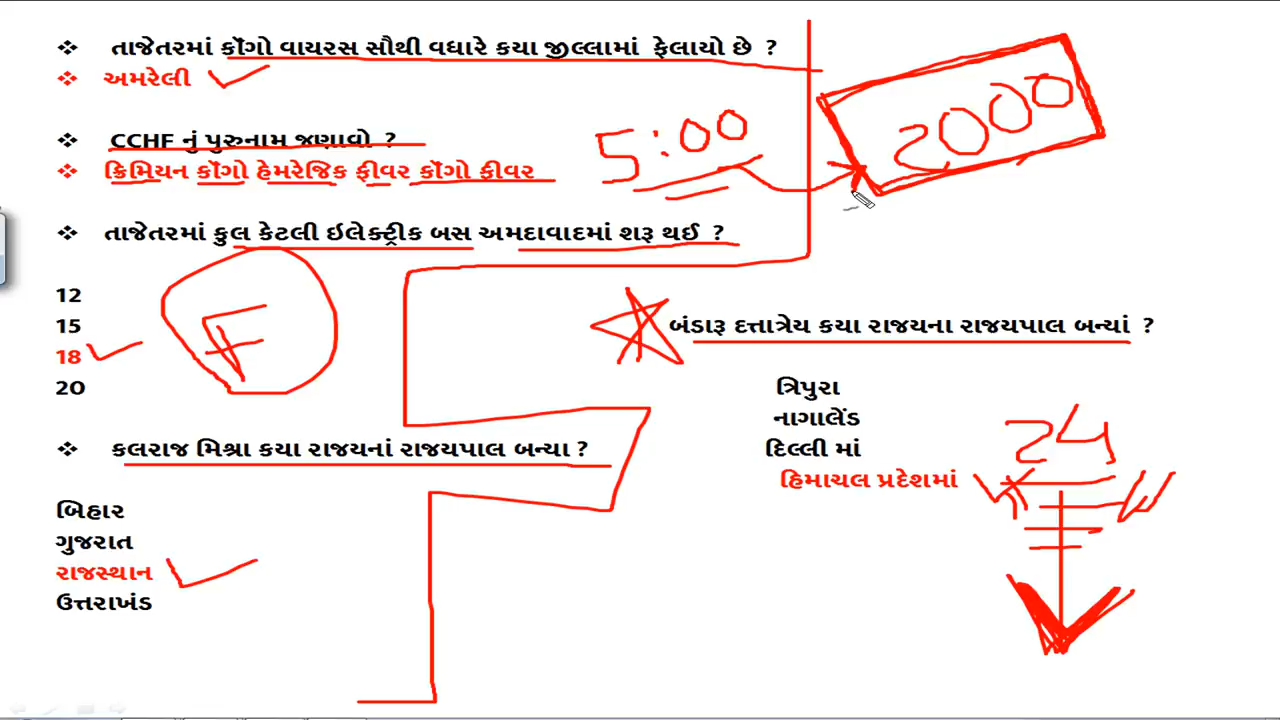 ❖ તાજેતરમાં કોંગો વાયરસ સૌથી વધારે કયા જીલ્લામાં ફેલાયો છે ?
❖ અમરેલી
❖ CCHF નું પુરુનામ જણાવો ?
❖ ક્રિમિયન કોંગો હેમરેજિક ફીવર કોંગો ફીવર
5:00
2000
❖ તાજેતરમાં કુલ કેટલી ઇલેક્ટ્રીક બસ અમદાવાદમાં શરૂ થઈ ?
12
15
18
20
F
બંડારૂ દત્તાત્રેય કયા રાજયના રાજયપાલ બન્યાં ?
ત્રિપુરા
નાગાલેંડ
દિલ્લી માં
હિમાચલ પ્રદેશમાં
❖ કલરાજ મિશ્રા કયા રાજયનાં રાજયપાલ બન્યા ?
બિહાર
ગુજરાત
રાજસ્થાન
ઉત્તરાખંડ